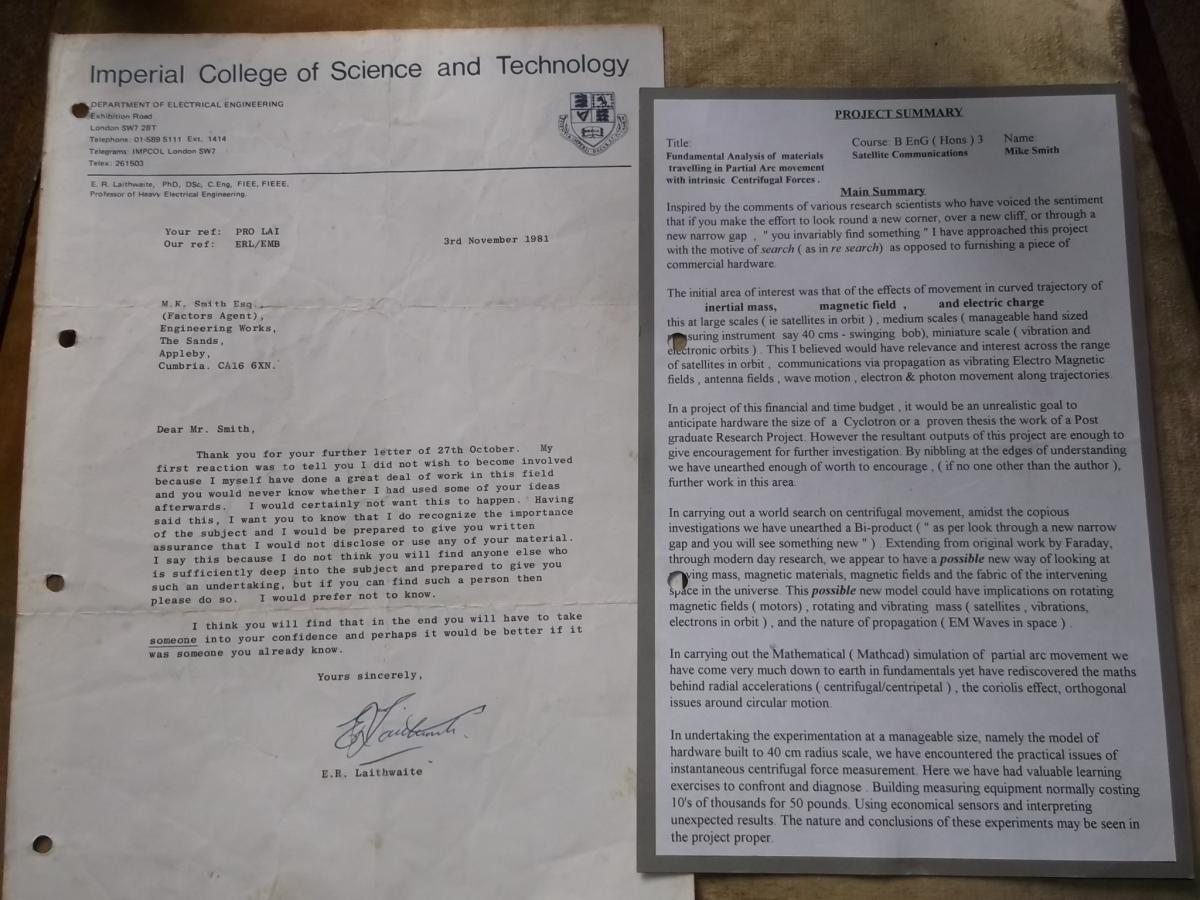 Imperial College of Science and Technology
DEPARTMENT OF ELECTRICAL ENGINEERING
Exhibition Road
London SW7 2BT
Telephone: 01-589 5111 Ext. 1414
Telegrams: IMPCOL London SW7
Telex: 261503
E. R. Laithwaite, PhD, DSc, C.Eng, FIEE, FIEEE.
Professor of Heavy Electrical Engineering.
Your ref: PRO LAI
Our ref: ERL/EMB
3rd November 1981
M.K. Smith Esq.,
(Factors Agent),
Engineering Works,
The Sands,
Appleby,
Cumbria. CA16 6XN.
Dear Mr. Smith,
Thank you for your further letter of 27th October. My
first reaction was to tell you I did not wish to become involved
because I myself have done a great deal of work in this field
and you would never know whether I had used some of your ideas
afterwards. I would certainly not want this to happen. Having
said this, I want you to know that I do recognize the importance
of the subject and I would be prepared to give you written
assurance that I would not disclose or use any of your material.
I say this because I do not think you will find anyone else who
is sufficiently deep into the subject and prepared to give you
such an undertaking, but if you can find such a person then
please do so. I would prefer not to know.
I think you will find that in the end you will have to take
someone into your confidence and perhaps it would be better if it
was someone you already know.
Yours sincerely,
E.R. Laithwaite
PROJECT SUMMARY
Title:
Fundamental Analysis of materials
travelling in Partial Arc movement
with intrinsic Centrifugal Forces .
Course: B EnG ( Hons ) 3
Satellite Communications
Name
Mike Smith
Main Summary
Inspired by the comments of various research scientists who have voiced the sentiment
that if you make the effort to look round a new corner, over a new cliff, or through a
new narrow gap , " you invariably find something " I have approached this project
with the motive of search ( as in re search) as opposed to furnishing a piece of
commercial hardware.
The initial area of interest was that of the effects of movement in curved trajectory of
inertial mass, magnetic field , and electric charge
this at large scales ( ie satellites in orbit ) , medium scales ( manageable hand sized
suring instrument say 40 cms - swinging bob), miniature scale ( vibration and
electronic orbits ) . This I believed would have relevance and interest across the range
of satellites in orbit , communications via propagation as vibrating Electro Magnetic
fields , antenna fields , wave motion , electron & photon movement along trajectories.
In a project of this financial and time budget , it would be an unrealistic goal to
anticipate hardware the size of a Cyclotron or a proven thesis the work of a Post
graduate Research Project. However the resultant outputs of this project are enough to
give encouragement for further investigation. By nibbling at the edges of understanding
we have unearthed enough of worth to encourage , ( if no one other than the author ),
further work in this area.
In carrying out a world search on centrifugal movement, amidst the copious
investigations we have unearthed a Bi-product ( " as per look through a new narrow
gap and you will see something new " ) . Extending from original work by Faraday,
through modern day research, we appear to have a possible new way of looking at
ving mass, magnetic materials, magnetic fields and the fabric of the intervening
space in the universe. This possible new model could have implications on rotating
magnetic fields ( motors) , rotating and vibrating mass ( satellites , vibrations,
electrons in orbit ) , and the nature of propagation ( EM Waves in space ) .
In carrying out the Mathematical ( Mathcad) simulation of partial arc movement we
have come very much down to earth in fundamentals yet have rediscovered the maths
behind radial accelerations ( centrifugal/centripetal ) , the coriolis effect, orthogonal
issues around circular motion.
In undertaking the experimentation at a manageable size, namely the model of
hardware built to 40 cm radius scale, we have encountered the practical issues of
instantaneous centrifugal force measurement. Here we have had valuable learning
exercises to confront and diagnose . Building measuring equipment normally costing
10's of thousands for 50 pounds. Using economical sensors and interpreting
unexpected results. The nature and conclusions of these experiments may be seen in
the project proper.